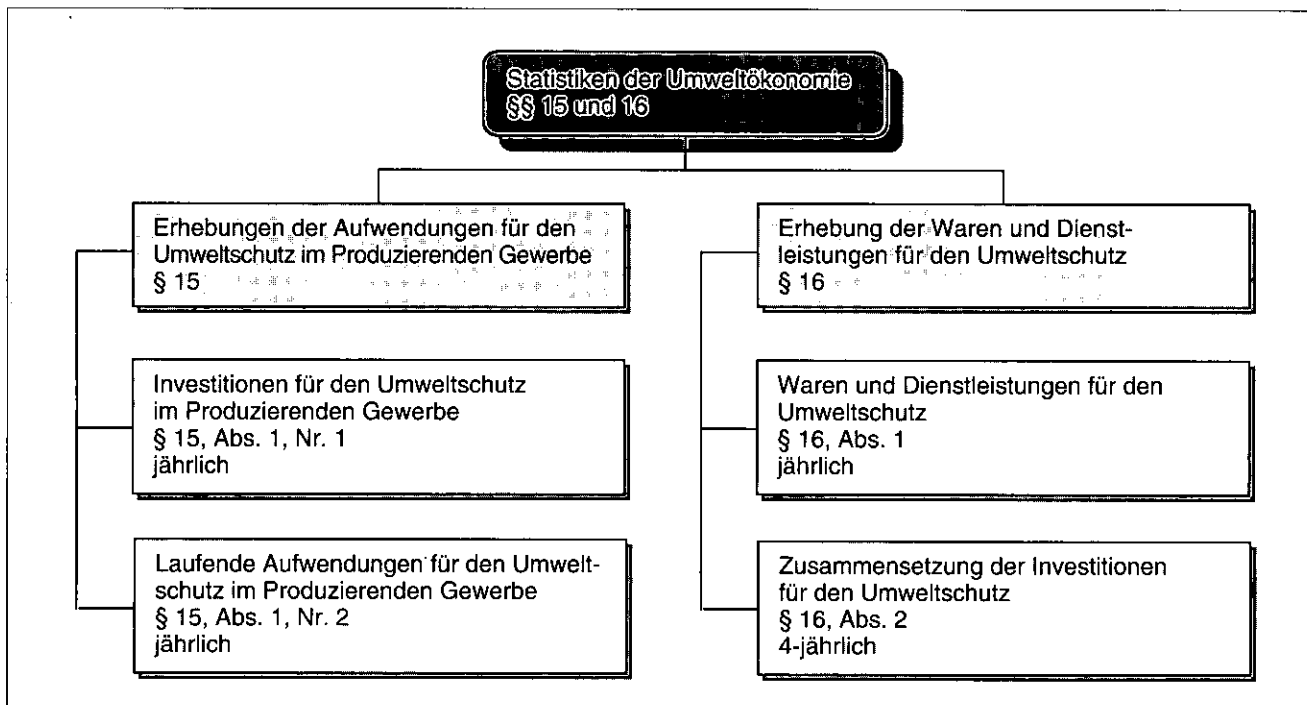 Statistiken der Umweltökonomie
§§ 15 und 16
Erhebungen der Aufwendungen für den
Umweltschutz im Produzierenden Gewerbe
§ 15
Investitionen für den Umweltschutz
im Produzierenden Gewerbe
§ 15, Abs. 1, Nr. 1
jährlich
Laufende Aufwendungen für den Umwelt-
schutz im Produzierenden Gewerbe
§ 15, Abs. 1, Nr. 2
jährlich
Erhebung der Waren und Dienst-
leistungen für den Umweltschutz
§ 16
Waren und Dienstleistungen für den
Umweltschutz
§ 16, Abs. 1
jährlich
Zusammensetzung der Investitionen
für den Umweltschutz
§ 16, Abs. 2
4-jährlich